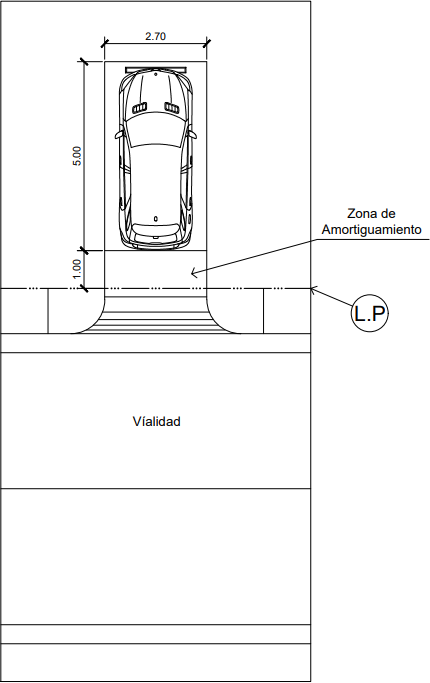 2.70
5.00
Zona de
Amortiguamiento
1.00
L.P
Víalidad